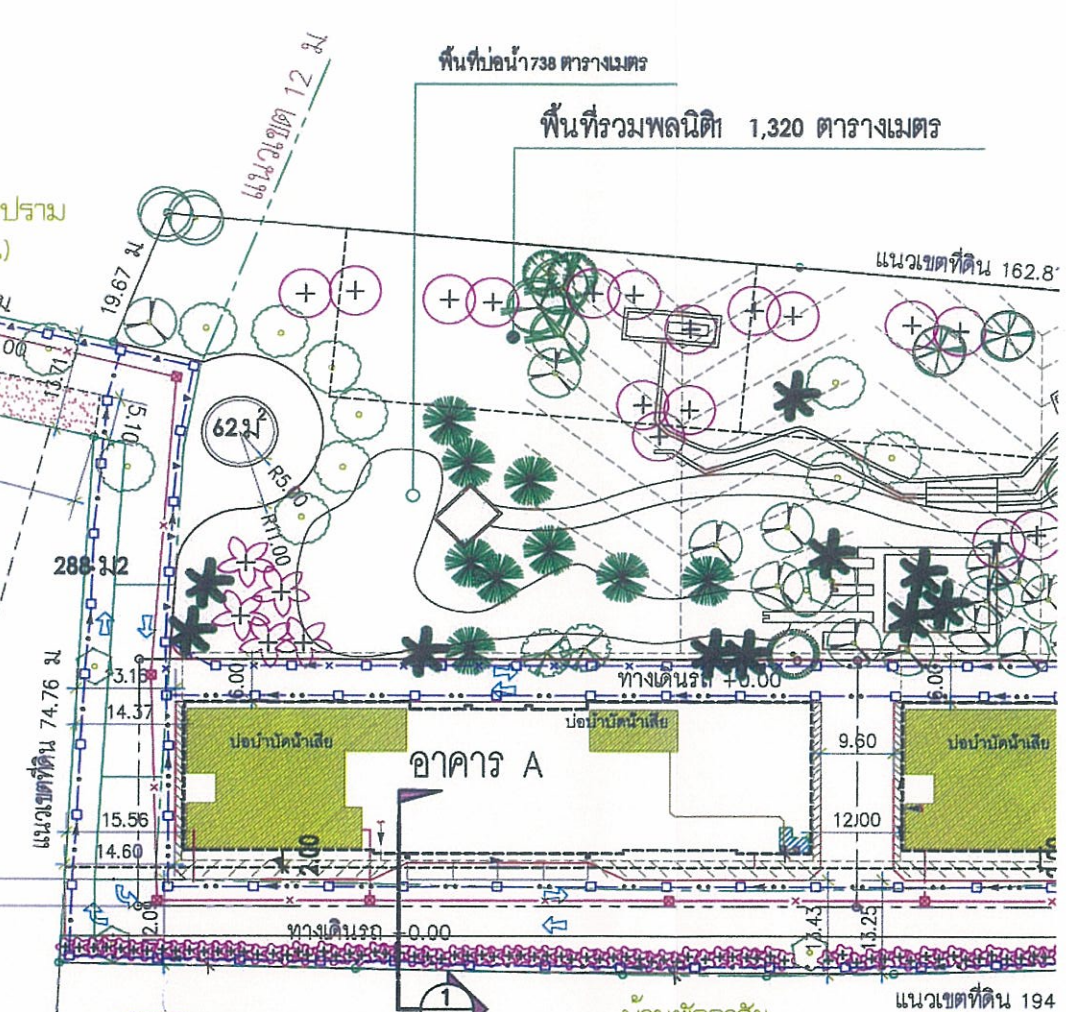 พื้นที่บ่อน้ำ738 ตารางเมตร
แนวเขต 12 ม
พื้นที่รวมพลนิติ1 1,320 ตารางเมตร
ปราม
19.67 ม
แนวเขตที่ดิน 162.8
13.71
5.10
62 ม2
R5.00
R11.00
288 ม2
3.15
6.00
ทางเดินรถ +0.00
6.00
แนวเขตที่ดิน 74.76 ม
14.37
บ่อบำบัดน้ำเสีย
บ่อบำบัดน้ำเสีย
บ่อบำบัดน้ำเสีย
อาคาร A
9.60
15.56
12.00
14.60
2.00
ทางเดินรถ +0.00
13.43
13.25
1
แนวเขตที่ดิน 194